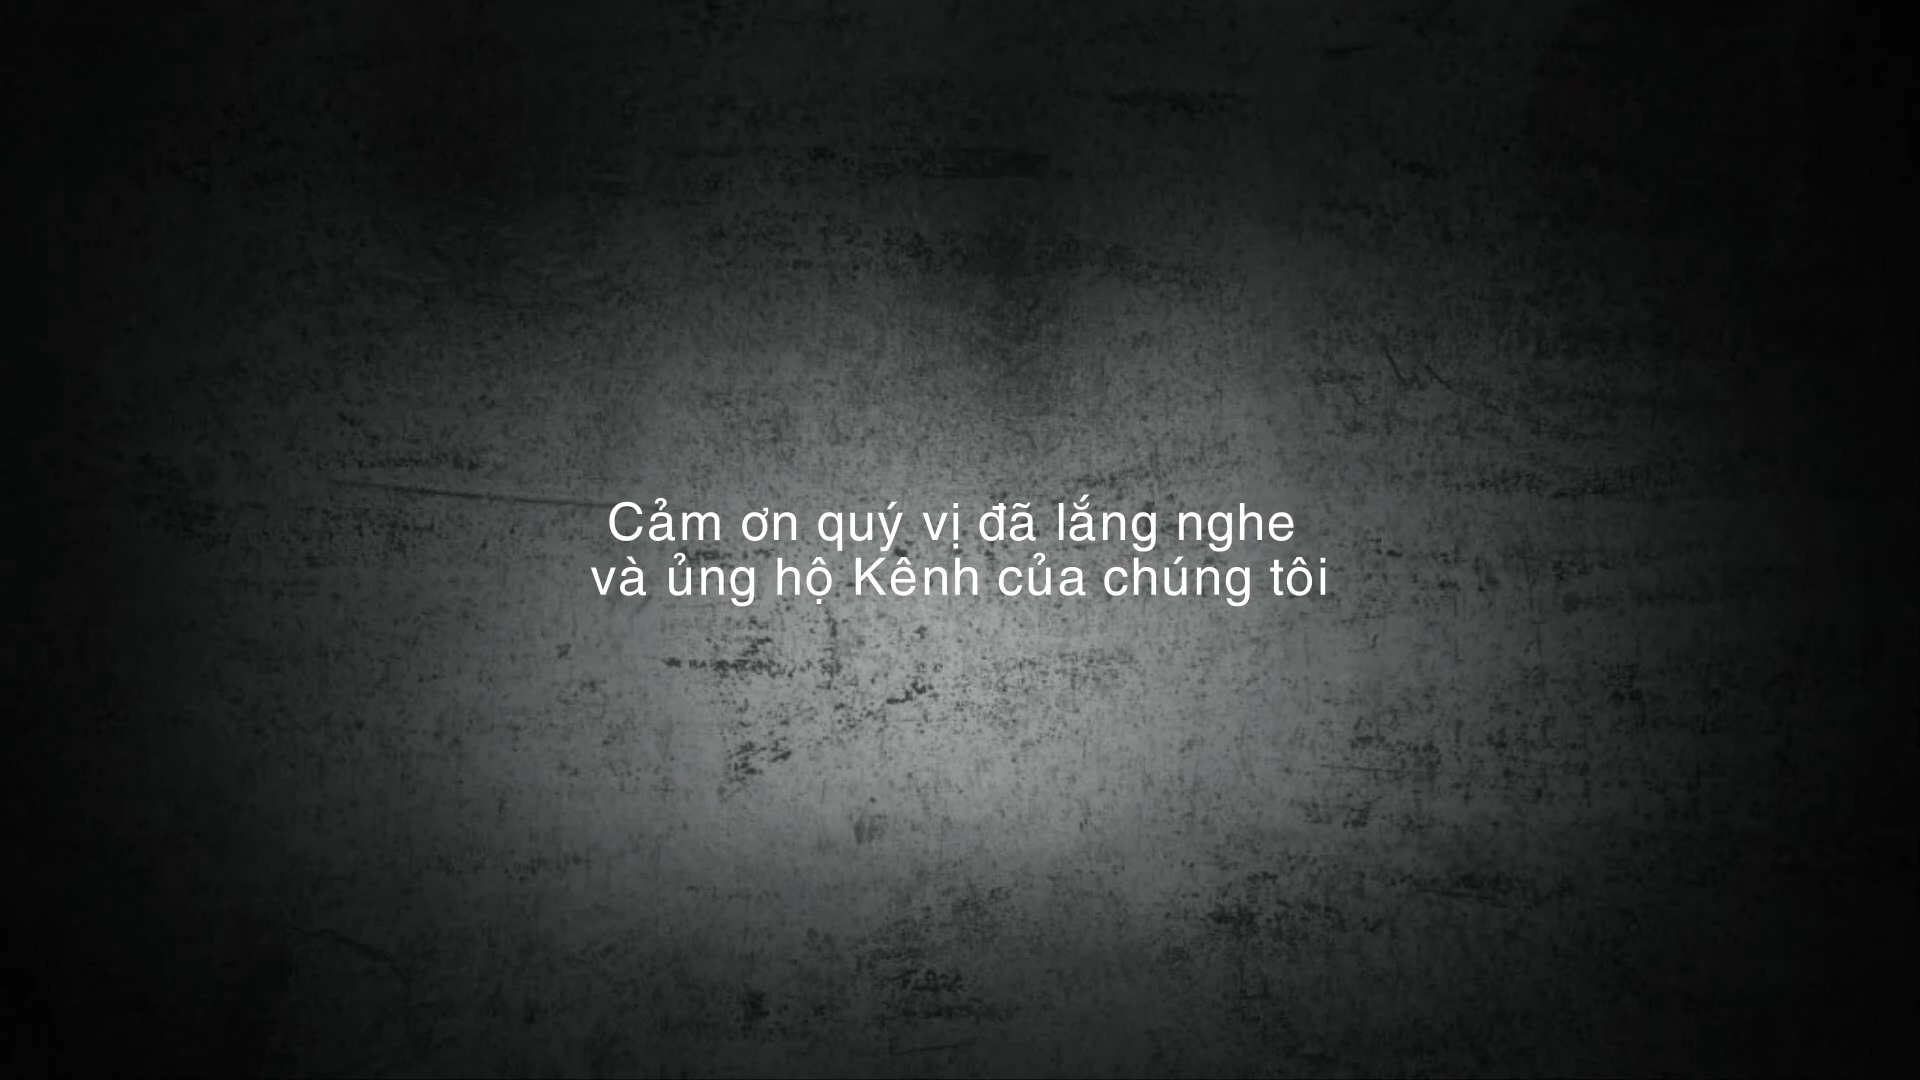 Cảm ơn quý vị đã lắng nghe
và ủng hộ Kênh của chúng tôi